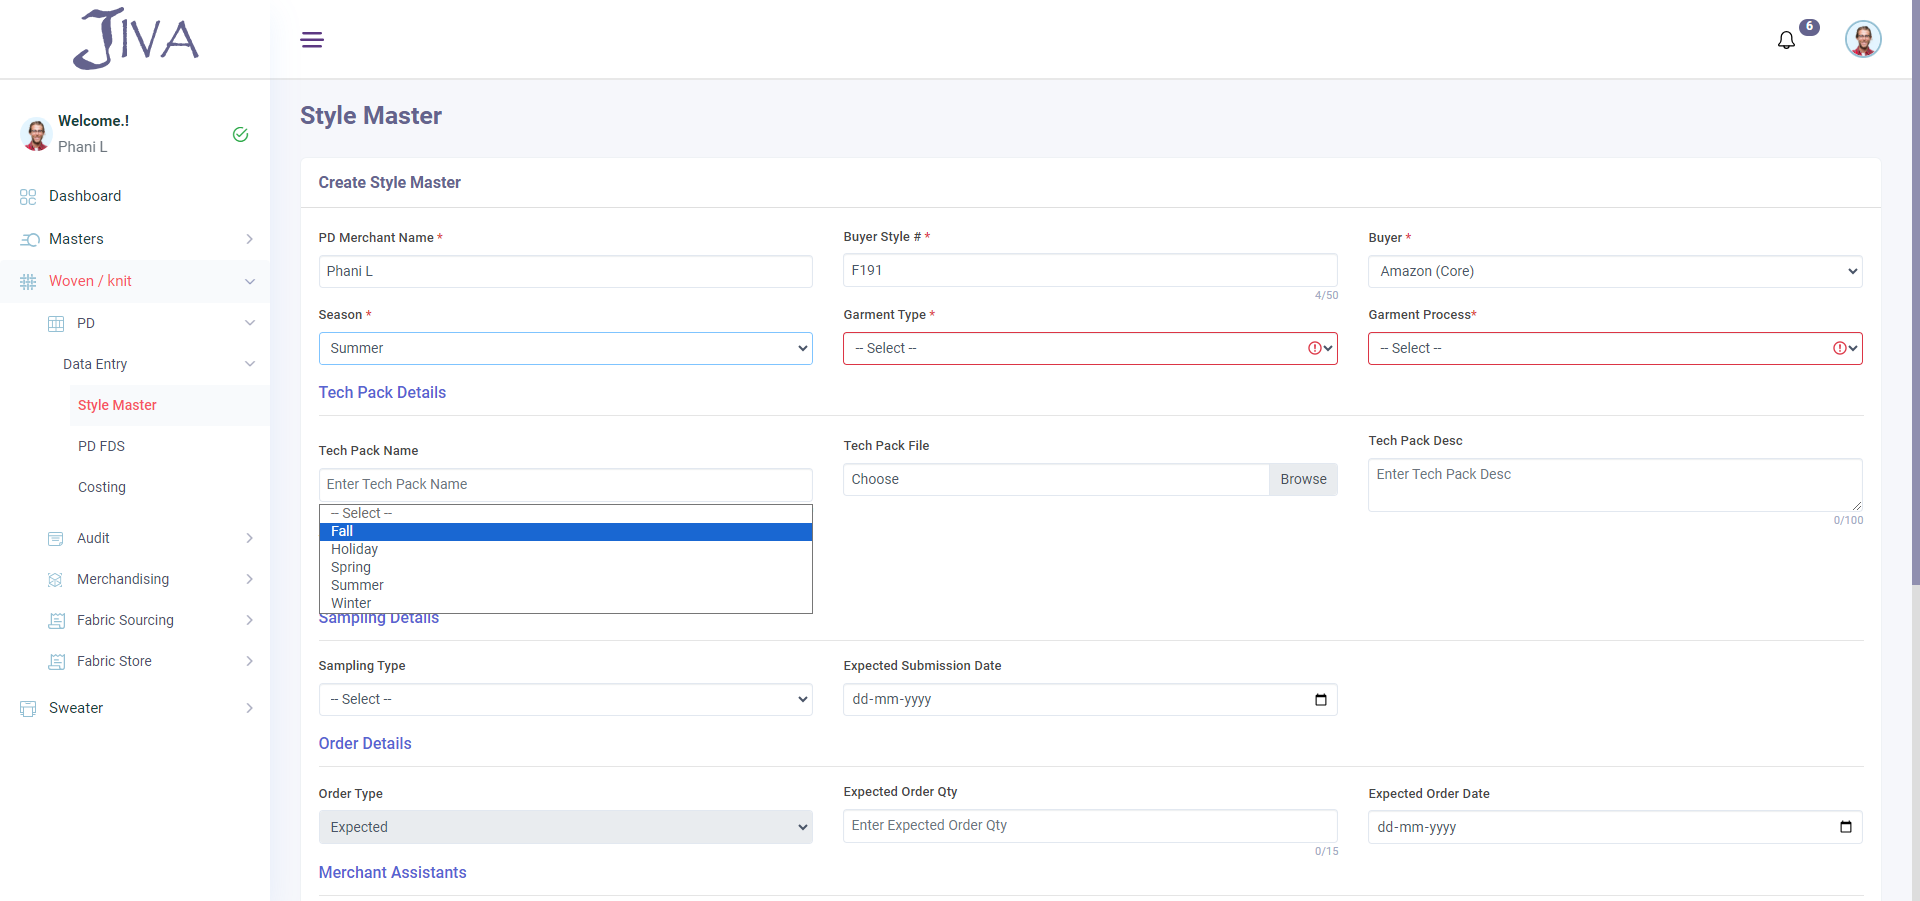 JIVA
6
Welcome.!
Phani L
Dashboard
Masters
Woven / knit
PD
Data Entry
Style Master
PD FDS
Costing
Audit
Merchandising
Fabric Sourcing
Fabric Store
Sweater
Style Master
Create Style Master
PD Merchant Name *
Buyer Style # *
Buyer *
Phani L
F191
Amazon (Core)
4/50
Season *
Garment Type *
Garment Process*
Summer
-- Select --
-- Select --
Tech Pack Details
Tech Pack Name
Tech Pack File
Tech Pack Desc
Enter Tech Pack Name
Choose
Browse
Enter Tech Pack Desc
0/100
-- Select --
Fall
Holiday
Spring
Summer
Winter
Sampling Details
Sampling Type
Expected Submission Date
-- Select --
dd-mm-yyyy
Order Details
Order Type
Expected Order Qty
Expected Order Date
Expected
Enter Expected Order Qty
dd-mm-yyyy
0/15
Merchant Assistants